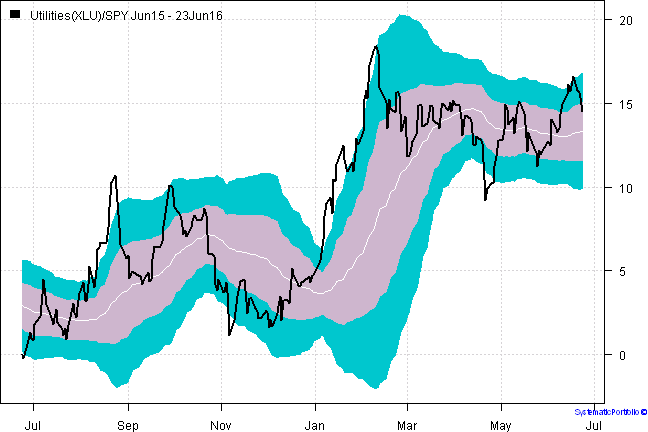 Utilities(XLU)/SPY Jun15 - 23Jun16
20
15
10
5
0
SystematicPortfolio ©
Jul Sep Nov Jan Mar May Jul